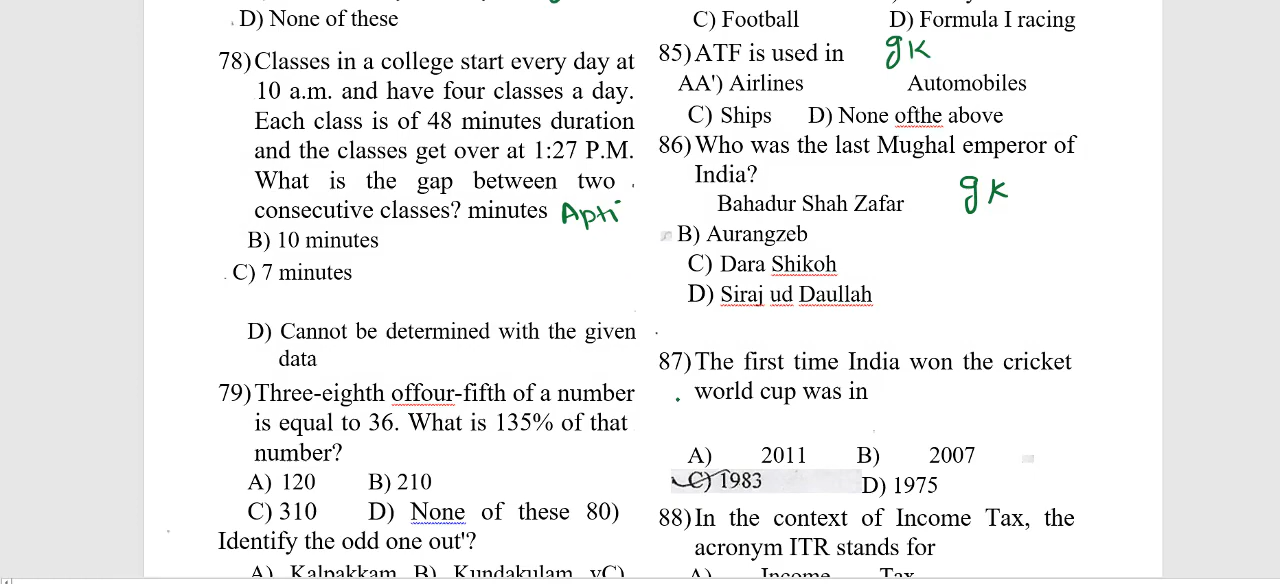 D) None of these
78) Classes in a college start every day at
10 a.m. and have four classes a day.
Each class is of 48 minutes duration
and the classes get over at 1:27 P.M.
What is the gap between two
consecutive classes? minutes Apti
B) 10 minutes
C) 7 minutes
D) Cannot be determined with the given
data
79) Three-eighth offour-fifth of a number
is equal to 36. What is 135% of that
number?
A) 120 B) 210
C) 310 D) None of these 80)
Identify the odd one out'?
A) Kalpakkam B) Kundakulam vC)
C) Football D) Formula I racing
85) ATF is used in gk
AA') Airlines Automobiles
C) Ships D) None ofthe above
86) Who was the last Mughal emperor of
India?
Bahadur Shah Zafar gk
B) Aurangzeb
C) Dara Shikoh
D) Siraj ud Daullah
87) The first time India won the cricket
world cup was in
A) 2011 B) 2007
C) 1983 D) 1975
88) In the context of Income Tax, the
acronym ITR stands for
A) Income Tax